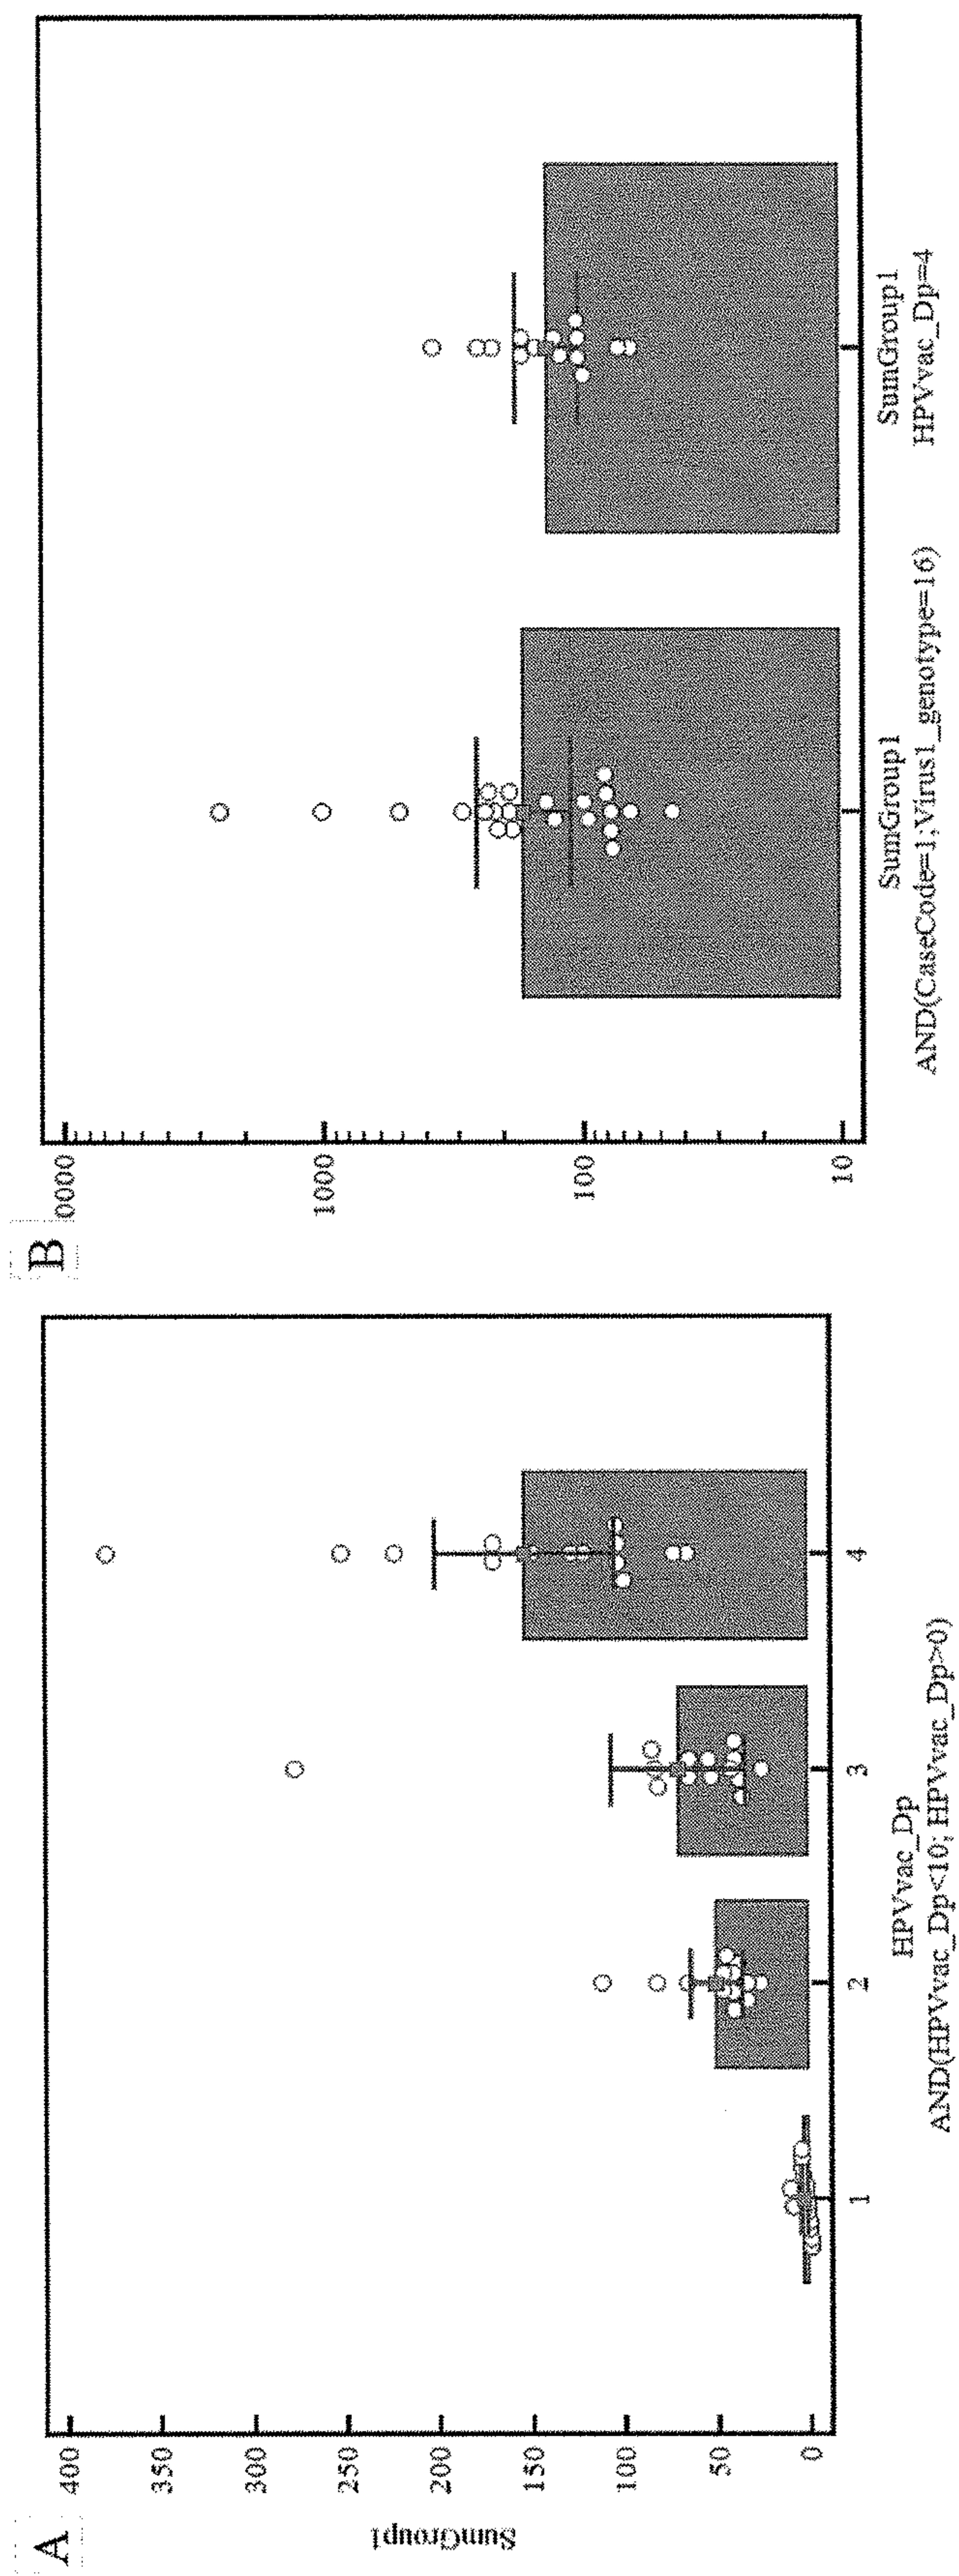 A
SumGroup1
400
350
300
250
200
150
100
50
0
1
2
3
4
HPVvac_Dp
AND(HPVvac_Dp<10; HPVvac_Dp>0)
B
0000
1000
100
10
SumGroup1
AND(CaseCode=1;Virus1_genotype=16)
SumGroup1
HPVvac_Dp=4